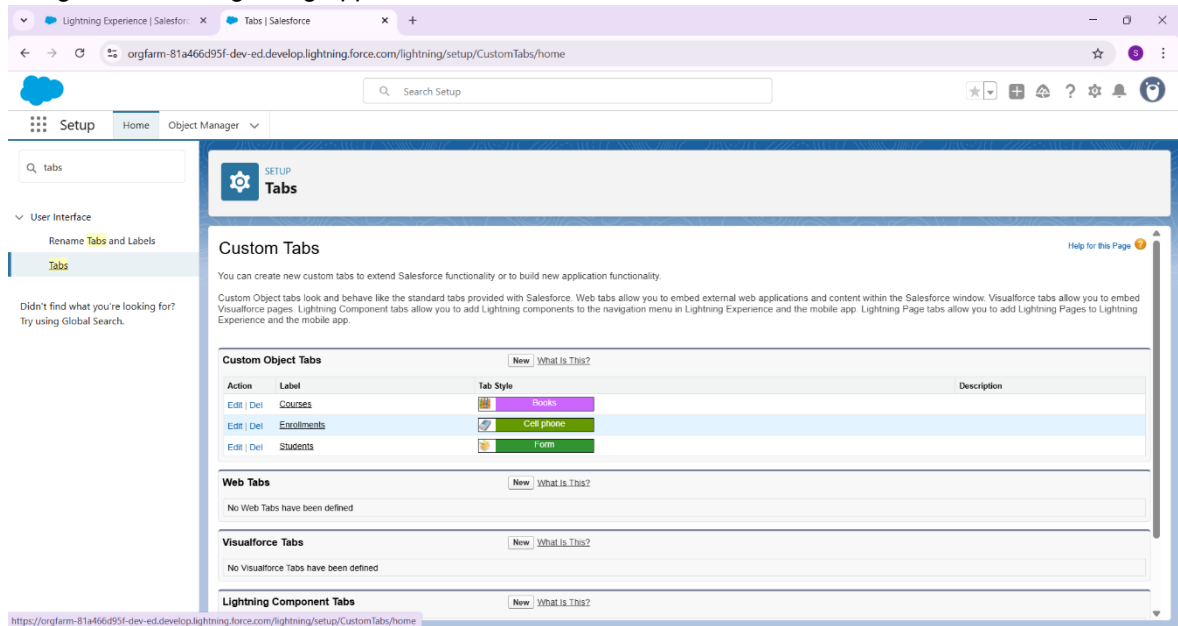 Lightning Experience | Salesforc
Tabs | Salesforce
orgfarm-81a466d95f-dev-ed.develop.lightning.force.com/lightning/setup/CustomTabs/home
S
Search Setup
Setup
Home
Object Manager
tabs
SETUP
Tabs
User Interface
Rename Tabs and Labels
Tabs
Didn't find what you're looking for?
Try using Global Search.
Custom Tabs
Help for this Page
You can create new custom tabs to extend Salesforce functionality or to build new application functionality.
Custom Object tabs look and behave like the standard tabs provided with Salesforce. Web tabs allow you to embed external web applications and content within the Salesforce window. Visualforce tabs allow you to embed
Visualforce pages. Lightning Component tabs allow you to add Lightning components to the navigation menu in Lightning Experience and the mobile app. Lightning Page tabs allow you to add Lightning Pages to Lightning
Experience and the mobile app.
Custom Object Tabs New What Is This?
Action Label Tab Style Description
Edit | Del Courses Books
Edit | Del Enrollments Cell phone
Edit | Del Students Form
Web Tabs New What Is This?
No Web Tabs have been defined
Visualforce Tabs New What Is This?
No Visualforce Tabs have been defined
Lightning Component Tabs New What Is This?
https://orgfarm-81a466d95f-dev-ed.develop.lightning.force.com/lightning/setup/CustomTabs/home